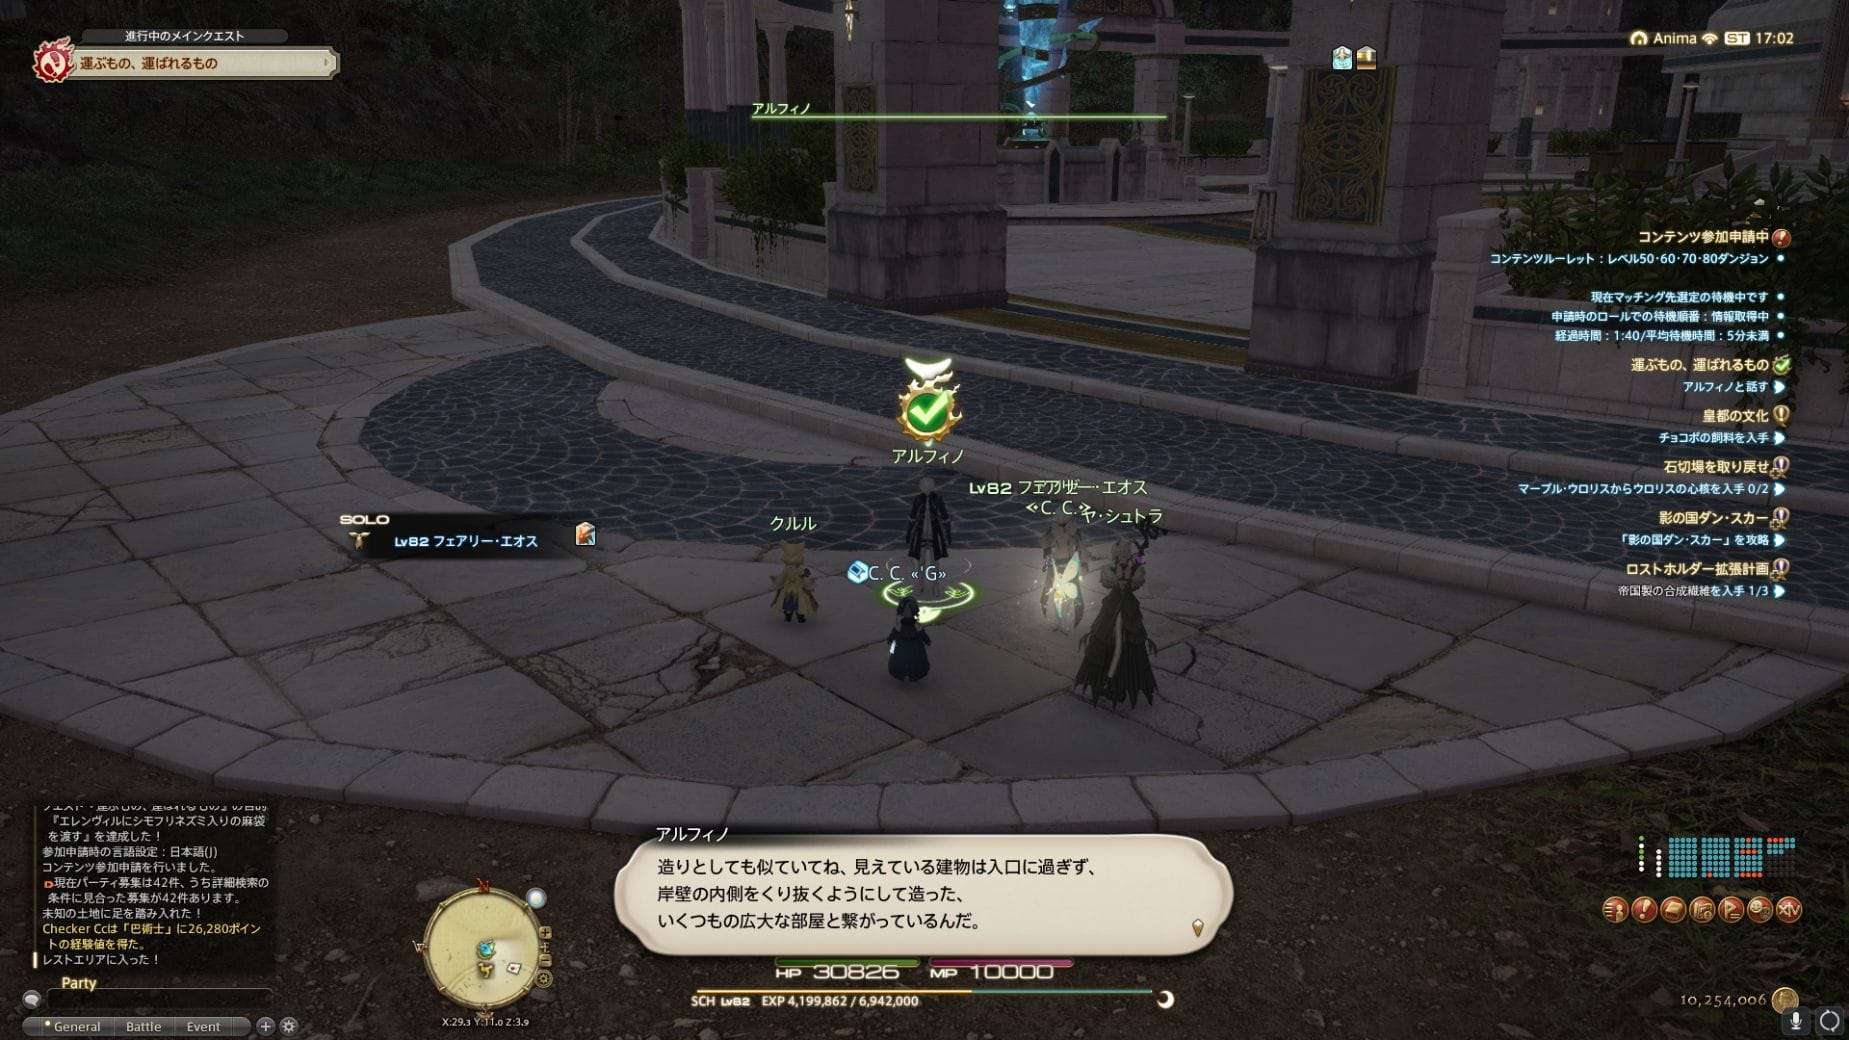 進行中のメインクエスト
運ぶもの、運ばれるもの
アルフィノ
Anima ST 17:02
コンテンツ参加申請中
コンテンツルーレット：レベル50・60・70・80ダンジョン
現在マッチング先選定の待機中です
申請時のロールでの待機順番：情報取得中
経過時間：1:40/平均待機時間：5分未満
運ぶもの、運ばれるもの
アルフィノと話す
皇都の文化
チョコボの飼料を入手
石切場を取り戻せ
マーブル・ウロリスからウロリスの心核を入手 0/2
影の国ダン・スカー
「影の国ダン・スカー」を攻略
ロストホルダー拡張計画
帝国製の合成繊維を入手 1/3
アルフィノ
Lv82 フェアリー・エオス
«C. C.»
ヤ・シュトラ
クルル
SOLO
Lv82 フェアリー・エオス
C. C. «'G»
『エレンヴィルにシモフリネズミ入りの麻袋
を渡す』を達成した！
参加申請時の言語設定：日本語(J)
コンテンツ参加申請を行いました。
現在パーティ募集は42件、うち詳細検索の
条件に見合った募集が42件あります。
未知の土地に足を踏み入れた！
Checker Ccは「巴術士」に26,280ポイン
トの経験値を得た。
レストエリアに入った！
Party
General Battle Event
N
X:29.3 Y:11.0 Z:3.9
アルフィノ
造りとしても似ていてね、見えている建物は入口に過ぎず、
岸壁の内側をくり抜くようにして造った、
いくつもの広大な部屋と繋がっているんだ。
HP 30826 MP 10000
SCH Lv82 EXP 4,199,862 / 6,942,000
XIV
10,254,006